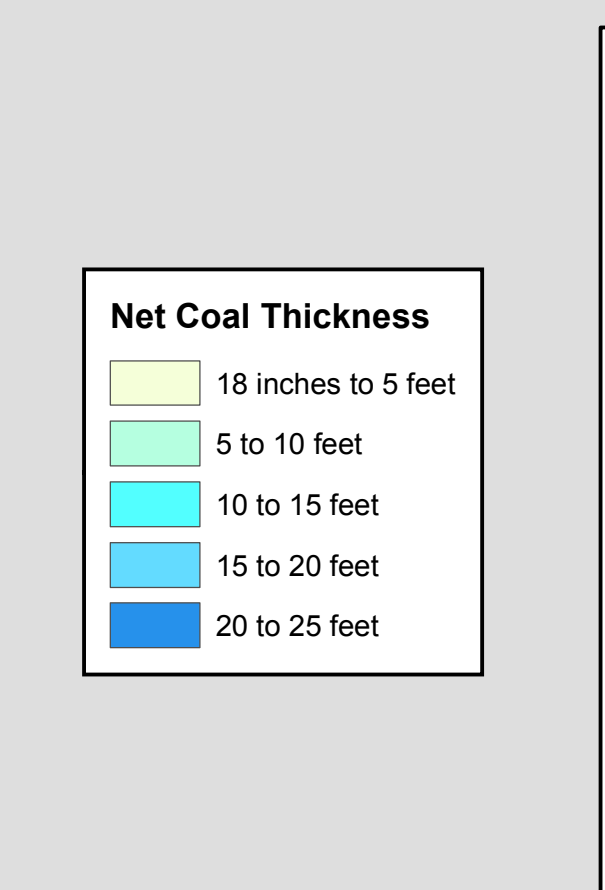 Net Coal Thickness
18 inches to 5 feet
5 to 10 feet
10 to 15 feet
15 to 20 feet
20 to 25 feet